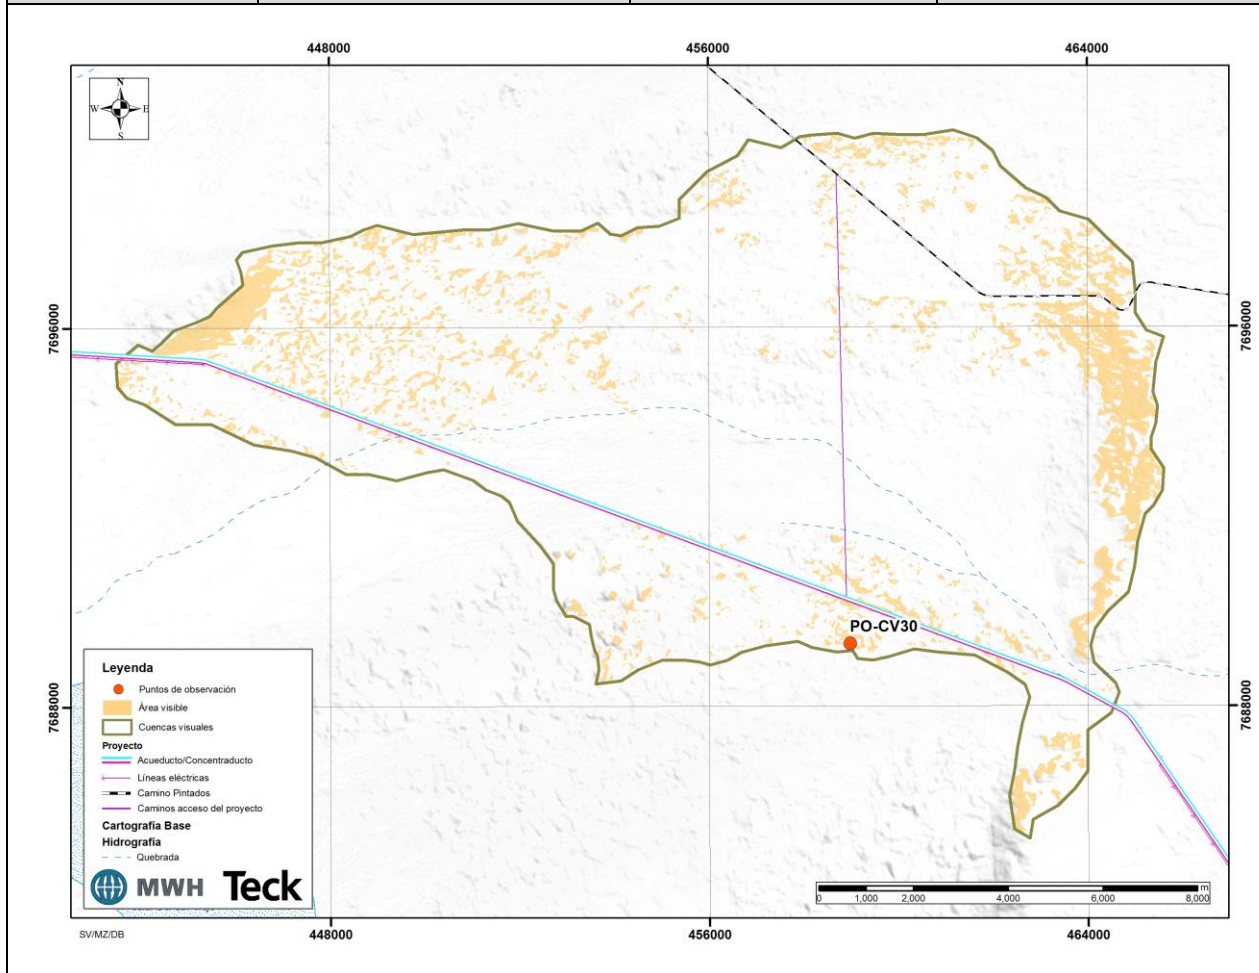 448000
456000
464000
N
W
E
S
7696000
7696000
PO-CV30
7688000
7688000
Leyenda
Puntos de observación
Área visible
Cuencas visuales
Proyecto
Acueducto/Concentraducto
Líneas eléctricas
Camino Pintados
Caminos acceso del proyecto
Cartografía Base
Hidrografía
Quebrada
MWH
Teck
m
0
1,000
2,000
4,000
6,000
8,000
SV/MZ/DB
448000
456000
464000